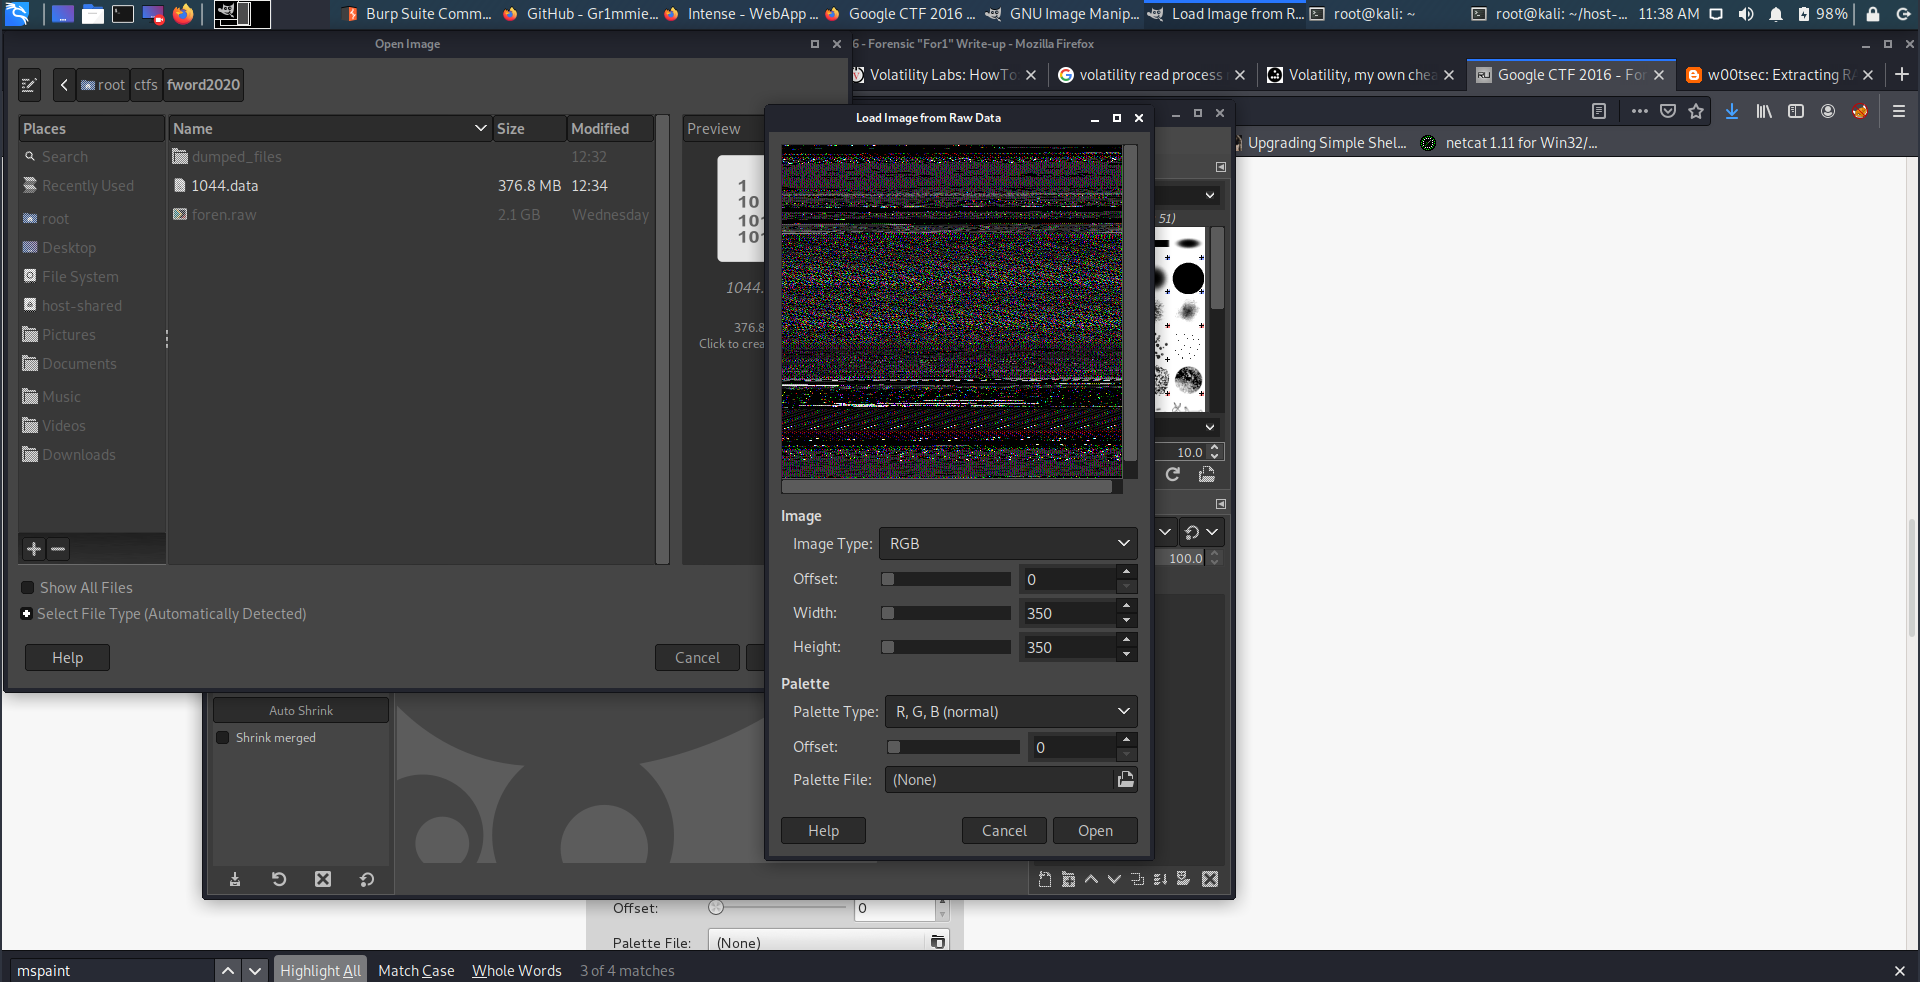 Burp Suite Comm...
GitHub - Gr1mmie...
Intense - WebApp ...
Google CTF 2016 ...
GNU Image Manip...
Load Image from R...
root@kali: ~
root@kali: ~/host-...
11:38 AM
98%
Open Image
6 - Forensic "For1" Write-up - Mozilla Firefox
Volatility Labs: HowTo
volatility read process
Volatility, my own chea
Google CTF 2016 - For
w00tsec: Extracting RA
root
ctfs
fword2020
Upgrading Simple Shel...
netcat 1.11 for Win32/...
Places
Name
Size
Modified
Preview
Search
Recently Used
root
Desktop
File System
host-shared
Pictures
Documents
Music
Videos
Downloads
dumped_files
12:32
1044.data
376.8 MB
12:34
foren.raw
2.1 GB
Wednesday
1
10
101
101
1044.
376.8
Click to crea
Show All Files
Select File Type (Automatically Detected)
Help
Cancel
Load Image from Raw Data
Image
Image Type:
RGB
Offset:
0
Width:
350
Height:
350
Palette
Palette Type:
R, G, B (normal)
Offset:
0
Palette File:
(None)
Help
Cancel
Open
51)
10.0
100.0
Auto Shrink
Shrink merged
Offset:
0
Palette File:
(None)
mspaint
Highlight All
Match Case
Whole Words
3 of 4 matches